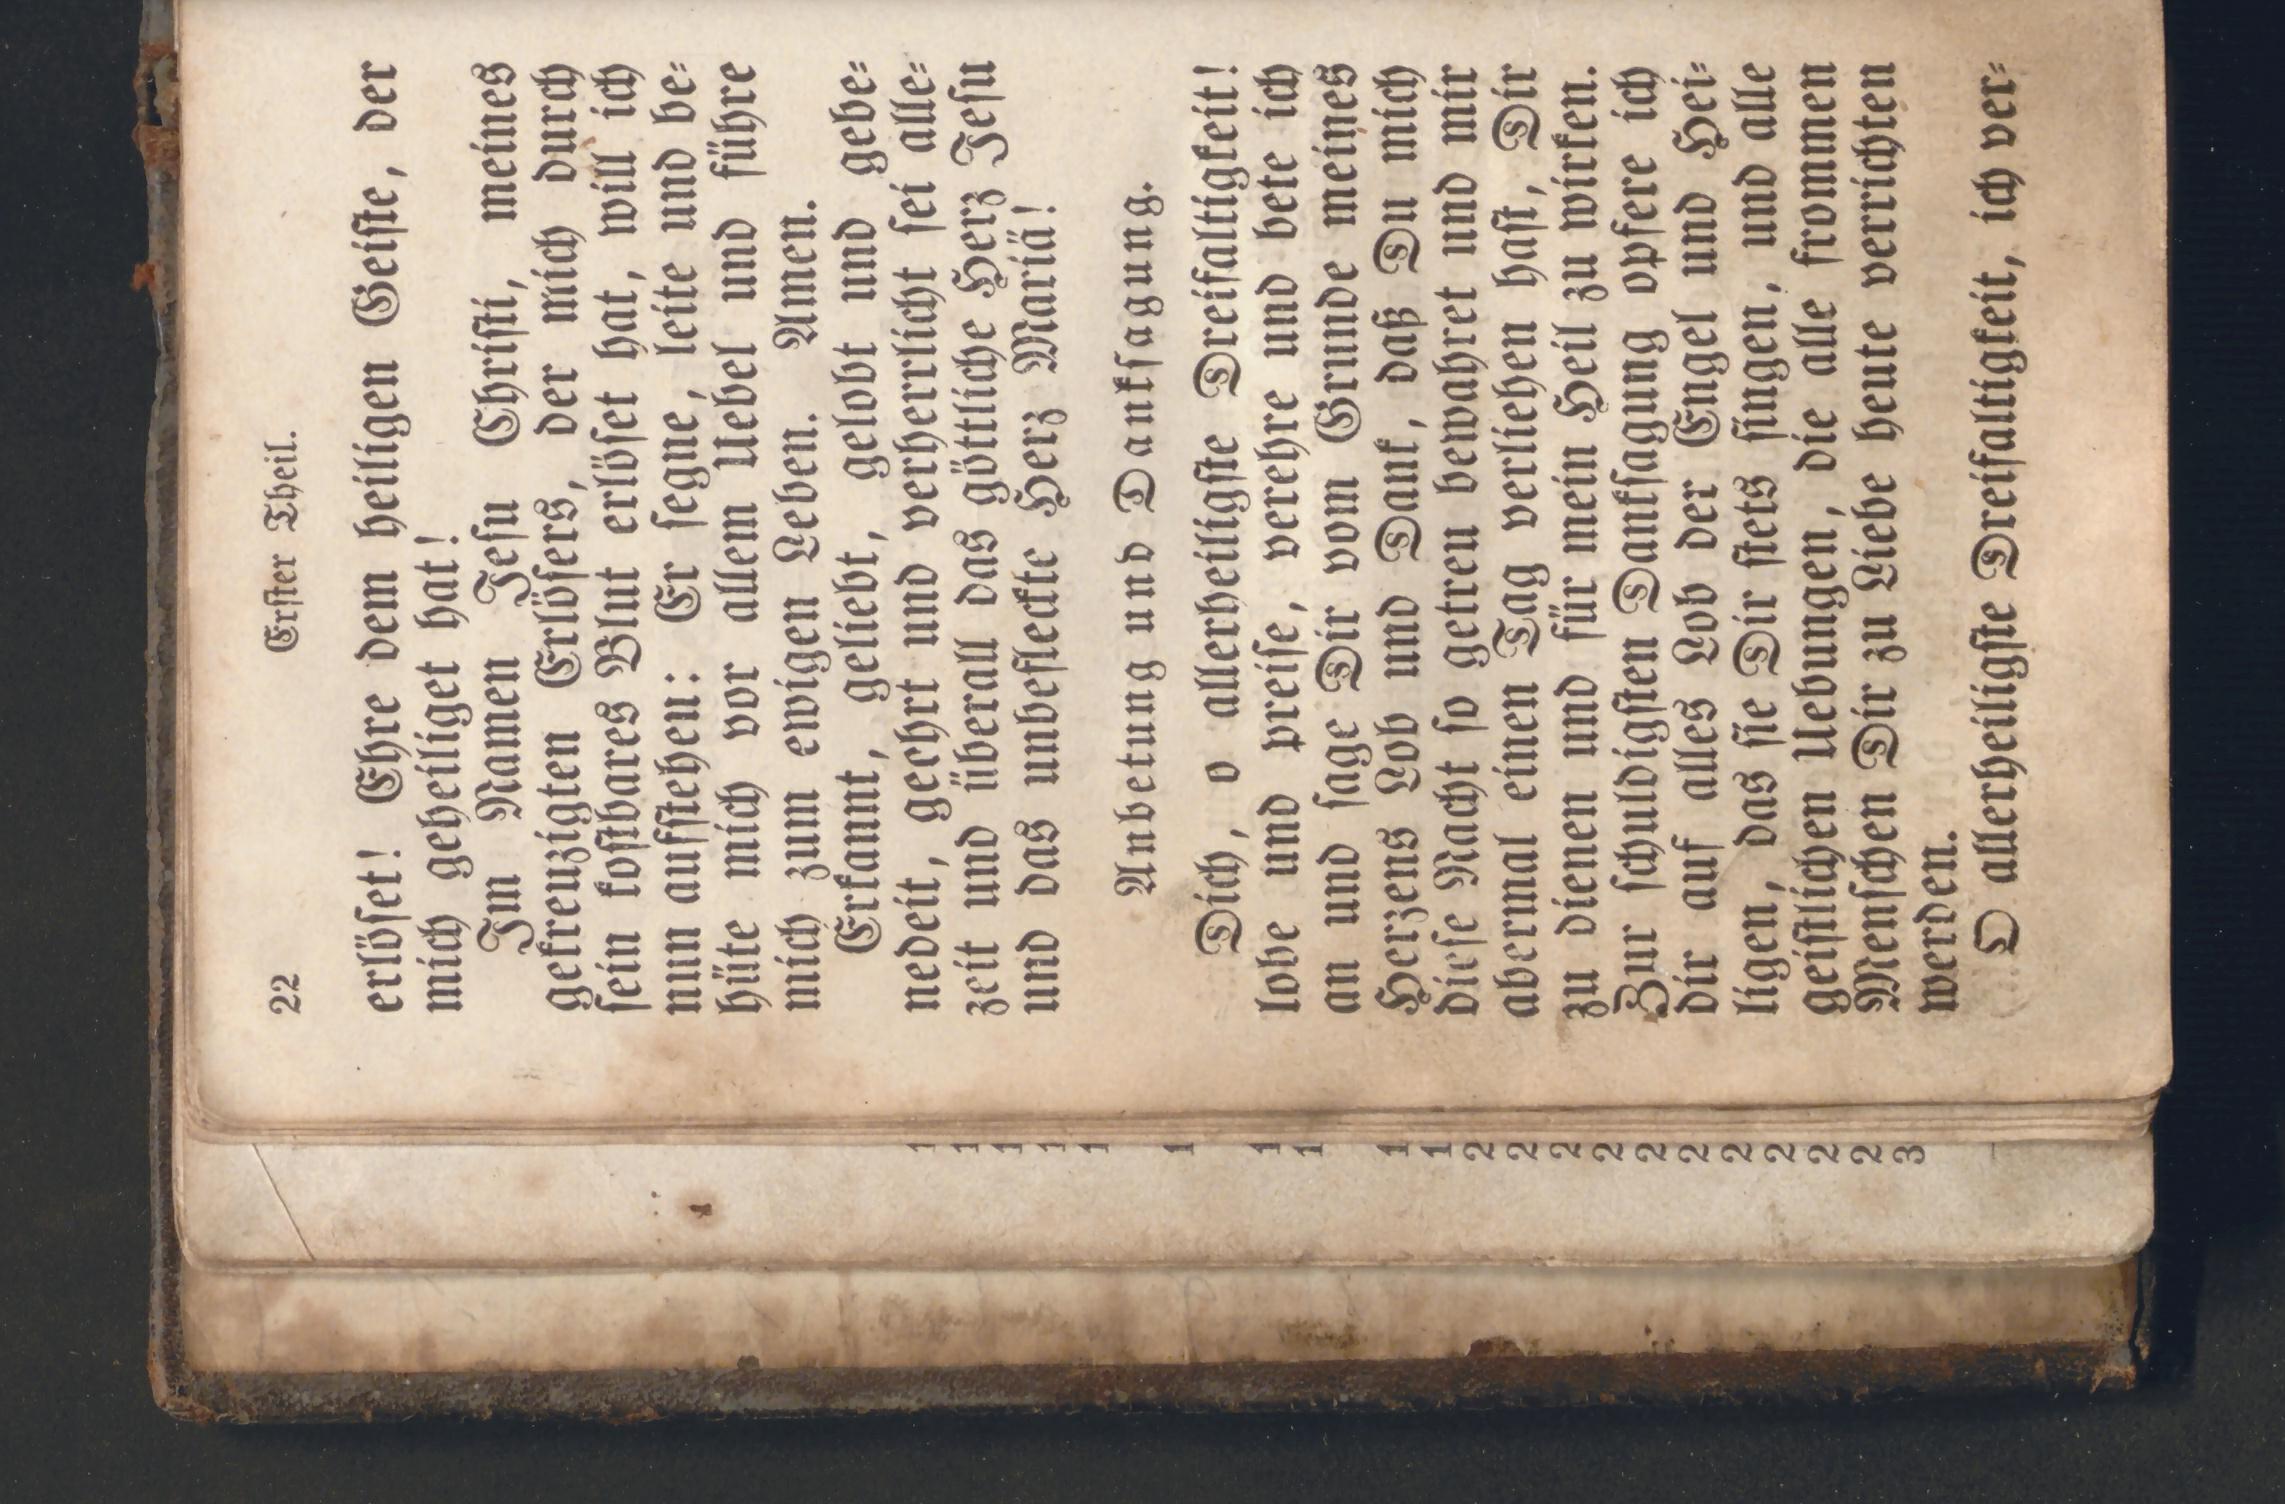 22 Erster Theil.
erlöset! Ehre dem heiligen Geiste, der
mich geheiliget hat!
Im Namen Jesu Christi, meines
gekreuzigten Erlösers, der mich durch
sein kostbares Blut erlöset hat, will ich
nun aufstehen: Er segne, leite und be=
hüte mich vor allem Uebel und führe
mich zum ewigen Leben. Amen.
Erkannt, geliebt, gelobt und gebe=
nedeit, geehrt und verherrlicht sei alle=
zeit und überall das göttliche Herz Jesu
und das unbefleckte Herz Mariä!
Anbetung und Danksagung.
Dich, o allerheiligste Dreifaltigkeit!
lobe und preise, verehre und bete ich
an und sage Dir vom Grunde meines
Herzens Lob und Dank, daß Du mich
diese Nacht so getreu bewahret und mir
abermal einen Tag verliehen hast, Dir
zu dienen und für mein Heil zu wirken.
Zur schuldigsten Danksagung opfere ich
dir auf alles Lob der Engel und Hei=
ligen, das sie Dir stets singen, und alle
geistlichen Uebungen, die alle frommen
Menschen Dir zu Liebe heute verrichten
werden.
O allerheiligste Dreifaltigkeit, ich ver=